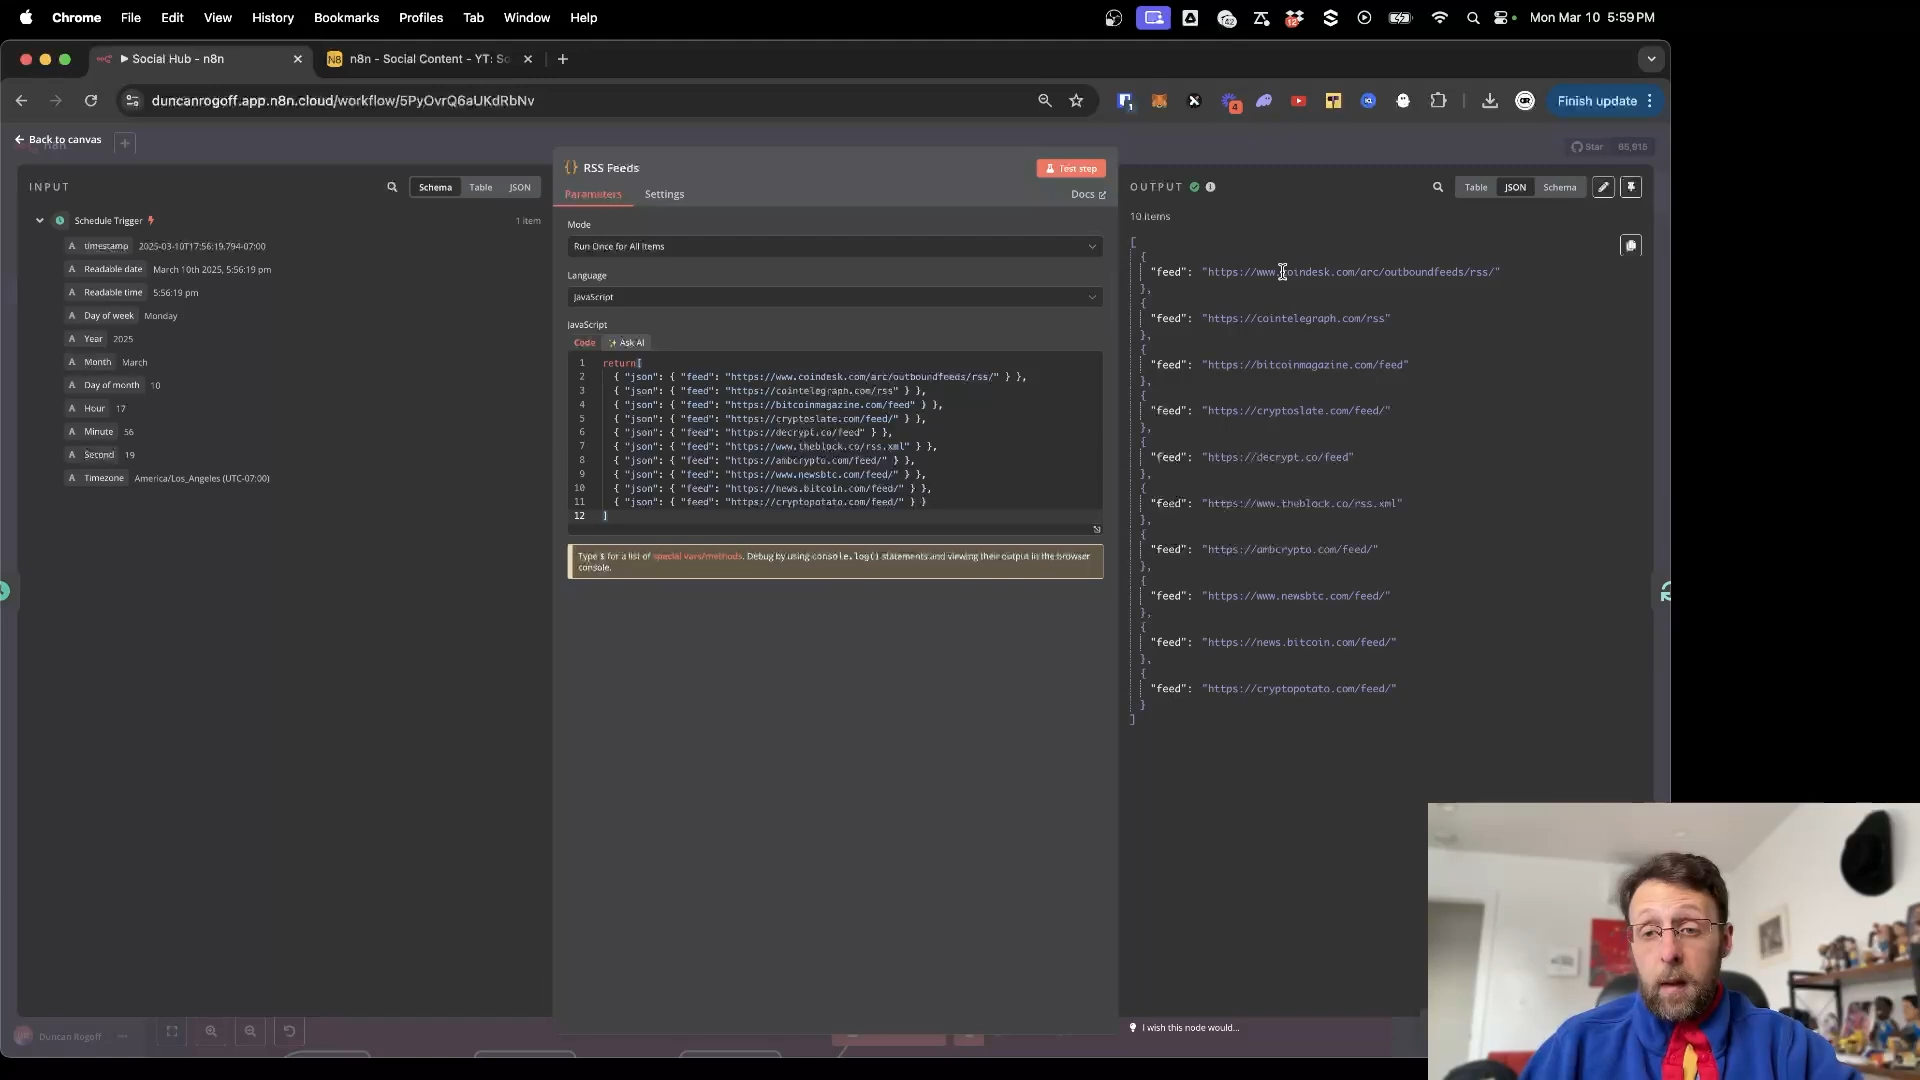 Chrome File Edit View History Bookmarks Profiles Tab Window Help
Mon Mar 10 5:59 PM
Social Hub - n8n
n8n - Social Content - YT: Sc
duncanrogoff.app.n8n.cloud/workflow/5PyOvrQ6aUKdRbNv
Finish update
Back to canvas
Star 65,915
INPUT
Schema Table JSON
Schedule Trigger
1 item
timestamp 2025-03-10T17:56:19.794-07:00
Readable date March 10th 2025, 5:56:19 pm
Readable time 5:56:19 pm
Day of week Monday
Year 2025
Month March
Day of month 10
Hour 17
Minute 56
Second 19
Timezone America/Los_Angeles (UTC-07:00)
RSS Feeds
Test step
Parameters Settings
Docs
Mode
Run Once for All Items
Language
JavaScript
JavaScript
Code Ask AI
1 return[
2 { "json": { "feed": "https://www.coindesk.com/arc/outboundfeeds/rss/" } },
3 { "json": { "feed": "https://cointelegraph.com/rss" } },
4 { "json": { "feed": "https://bitcoinmagazine.com/feed" } },
5 { "json": { "feed": "https://cryptoslate.com/feed/" } },
6 { "json": { "feed": "https://decrypt.co/feed" } },
7 { "json": { "feed": "https://www.theblock.co/rss.xml" } },
8 { "json": { "feed": "https://ambcrypto.com/feed/" } },
9 { "json": { "feed": "https://www.newsbtc.com/feed/" } },
10 { "json": { "feed": "https://news.bitcoin.com/feed/" } },
11 { "json": { "feed": "https://cryptopotato.com/feed/" } }
12 ]
Type $ for a list of special vars/methods. Debug by using console.log() statements and viewing their output in the browser
console.
OUTPUT
Table JSON Schema
10 items
[
{
"feed": "https://www.coindesk.com/arc/outboundfeeds/rss/"
},
{
"feed": "https://cointelegraph.com/rss"
},
{
"feed": "https://bitcoinmagazine.com/feed"
},
{
"feed": "https://cryptoslate.com/feed/"
},
{
"feed": "https://decrypt.co/feed"
},
{
"feed": "https://www.theblock.co/rss.xml"
},
{
"feed": "https://ambcrypto.com/feed/"
},
{
"feed": "https://www.newsbtc.com/feed/"
},
{
"feed": "https://news.bitcoin.com/feed/"
},
{
"feed": "https://cryptopotato.com/feed/"
}
]
I wish this node would...
Duncan Rogoff